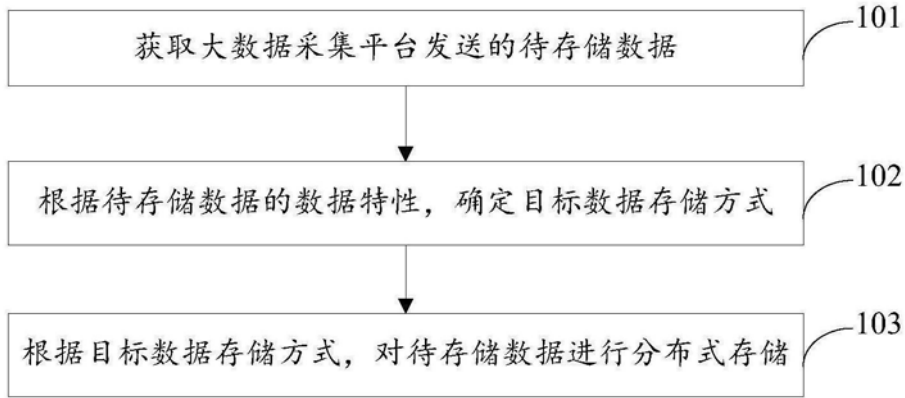 获取大数据采集平台发送的待存储数据
101
根据待存储数据的数据特性，确定目标数据存储方式
102
根据目标数据存储方式，对待存储数据进行分布式存储
103